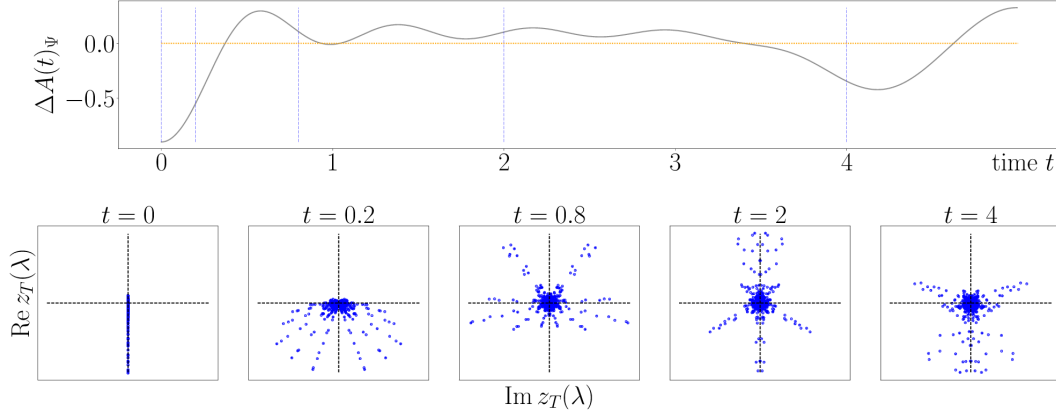 ΔA(t)_Ψ
0.0
−0.5
0 1 2 3 4 time t
t = 0 t = 0.2 t = 0.8 t = 2 t = 4
Re z_T(λ)
Im z_T(λ)